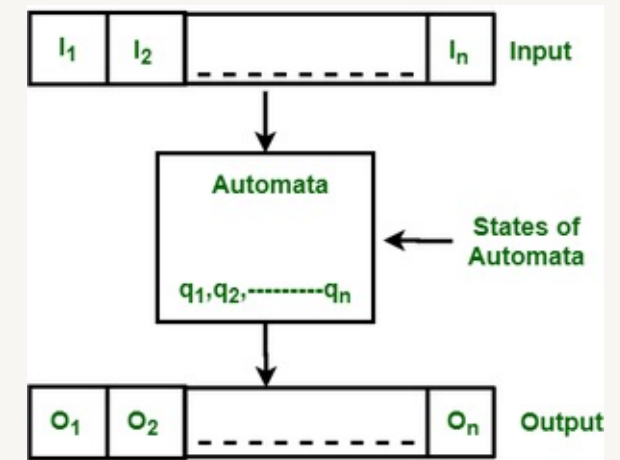 I1 I2 ---------- In Input
Automata
States of
Automata
q1,q2,---------qn
O1 O2 ---------- On Output